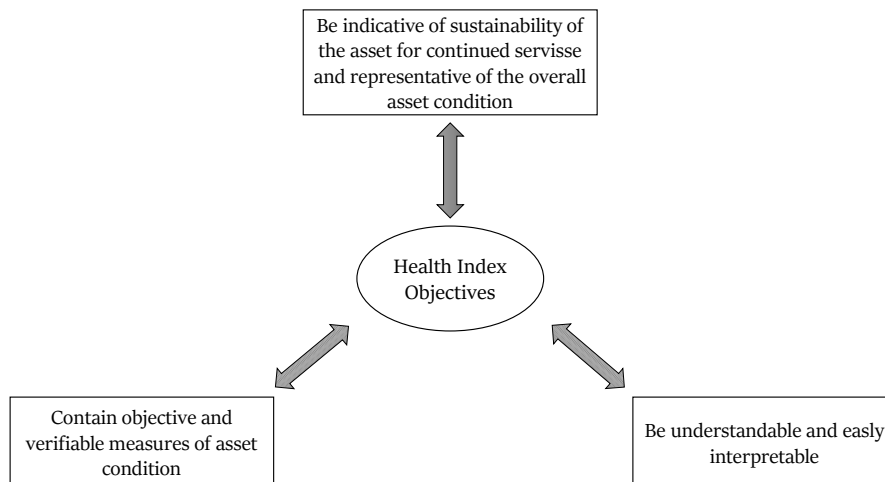 Be indicative of sustainability of
the asset for continued servisse
and representative of the overall
asset condition
Health Index
Objectives
Contain objective and
verifiable measures of asset
condition
Be understandable and easly
interpretable